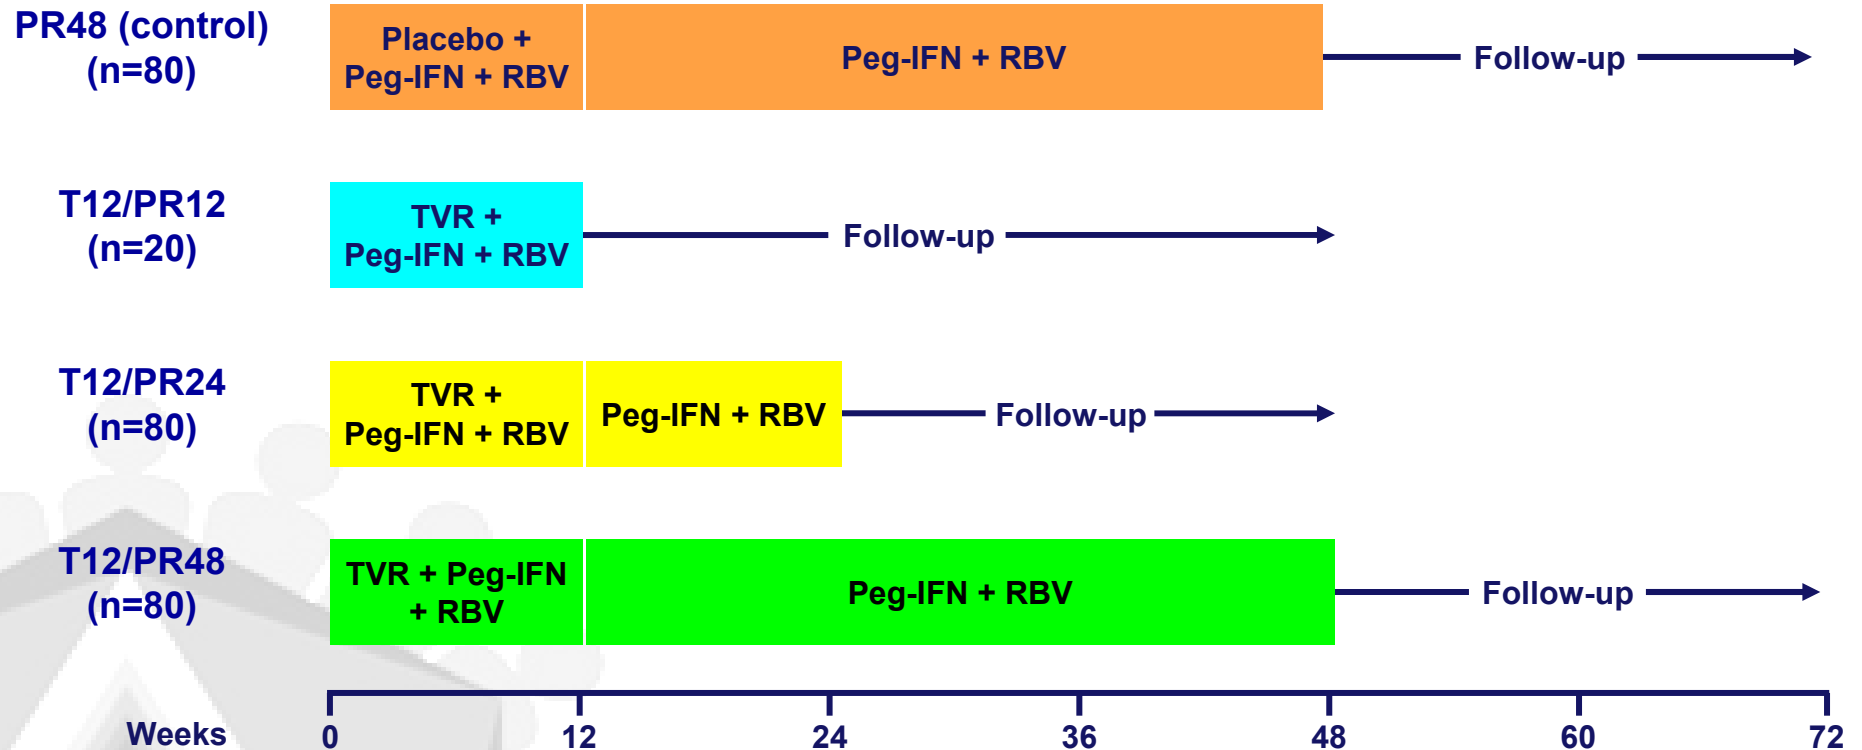 PR48 (control)
(n=80)
Placebo +
Peg-IFN + RBV
Peg-IFN + RBV
Follow-up
T12/PR12
(n=20)
TVR +
Peg-IFN + RBV
Follow-up
T12/PR24
(n=80)
TVR +
Peg-IFN + RBV
Peg-IFN + RBV
Follow-up
T12/PR48
(n=80)
TVR + Peg-IFN
+ RBV
Peg-IFN + RBV
Follow-up
Weeks 0 12 24 36 48 60 72